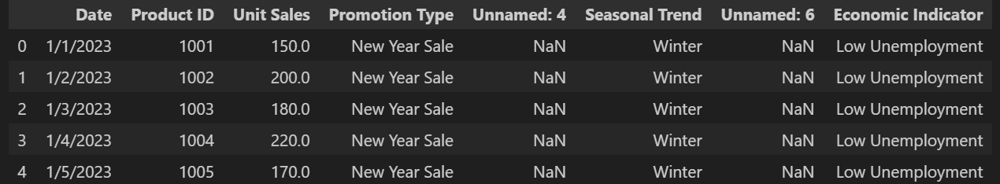 Date Product ID Unit Sales Promotion Type Unnamed: 4 Seasonal Trend Unnamed: 6 Economic Indicator
0 1/1/2023 1001 150.0 New Year Sale NaN Winter NaN Low Unemployment
1 1/2/2023 1002 200.0 New Year Sale NaN Winter NaN Low Unemployment
2 1/3/2023 1003 180.0 New Year Sale NaN Winter NaN Low Unemployment
3 1/4/2023 1004 220.0 New Year Sale NaN Winter NaN Low Unemployment
4 1/5/2023 1005 170.0 New Year Sale NaN Winter NaN Low Unemployment